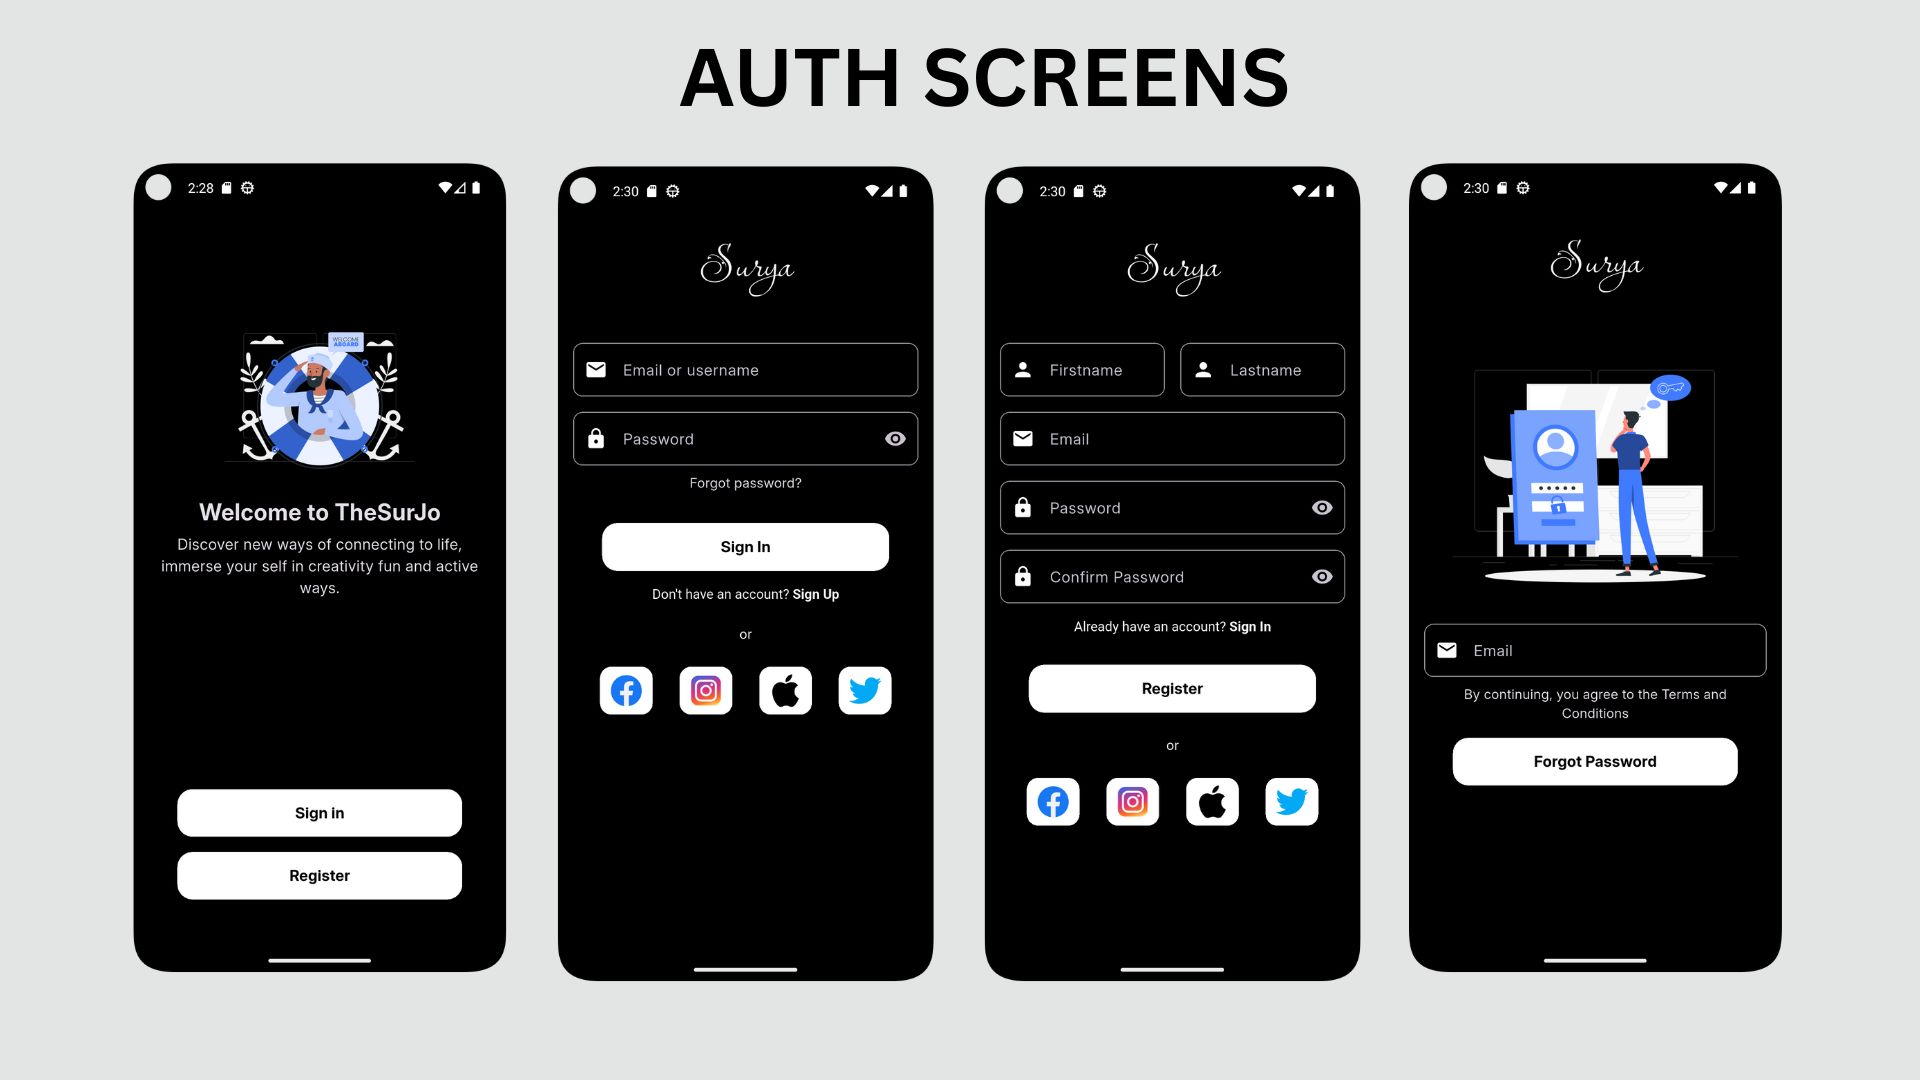 AUTH SCREENS
2:28
WELCOME
ABOARD
Welcome to TheSurJo
Discover new ways of connecting to life,
immerse your self in creativity fun and active
ways.
Sign in
Register
2:30
Surya
Email or username
Password
Forgot password?
Sign In
Don't have an account? Sign Up
or
2:30
Surya
Firstname
Lastname
Email
Password
Confirm Password
Already have an account? Sign In
Register
or
2:30
Surya
Email
By continuing, you agree to the Terms and
Conditions
Forgot Password